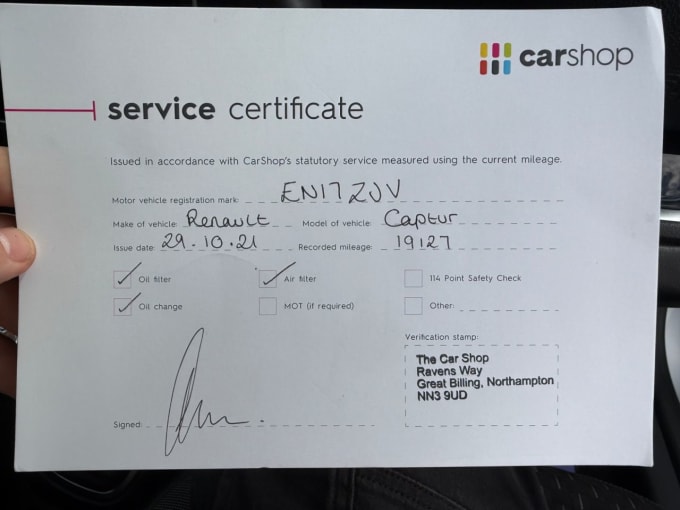 carshop
service certificate
Issued in accordance with CarShop's statutory service measured using the current mileage.
Motor vehicle registration mark: EN17 ZUV
Make of vehicle: Renault Model of vehicle: Captur
Issue date: 29.10.21 Recorded mileage: 19127
Oil filter Air filter 114 Point Safety Check
Oil change MOT (if required) Other:
Verification stamp:
The Car Shop
Ravens Way
Great Billing, Northampton
NN3 9UD
Signed: